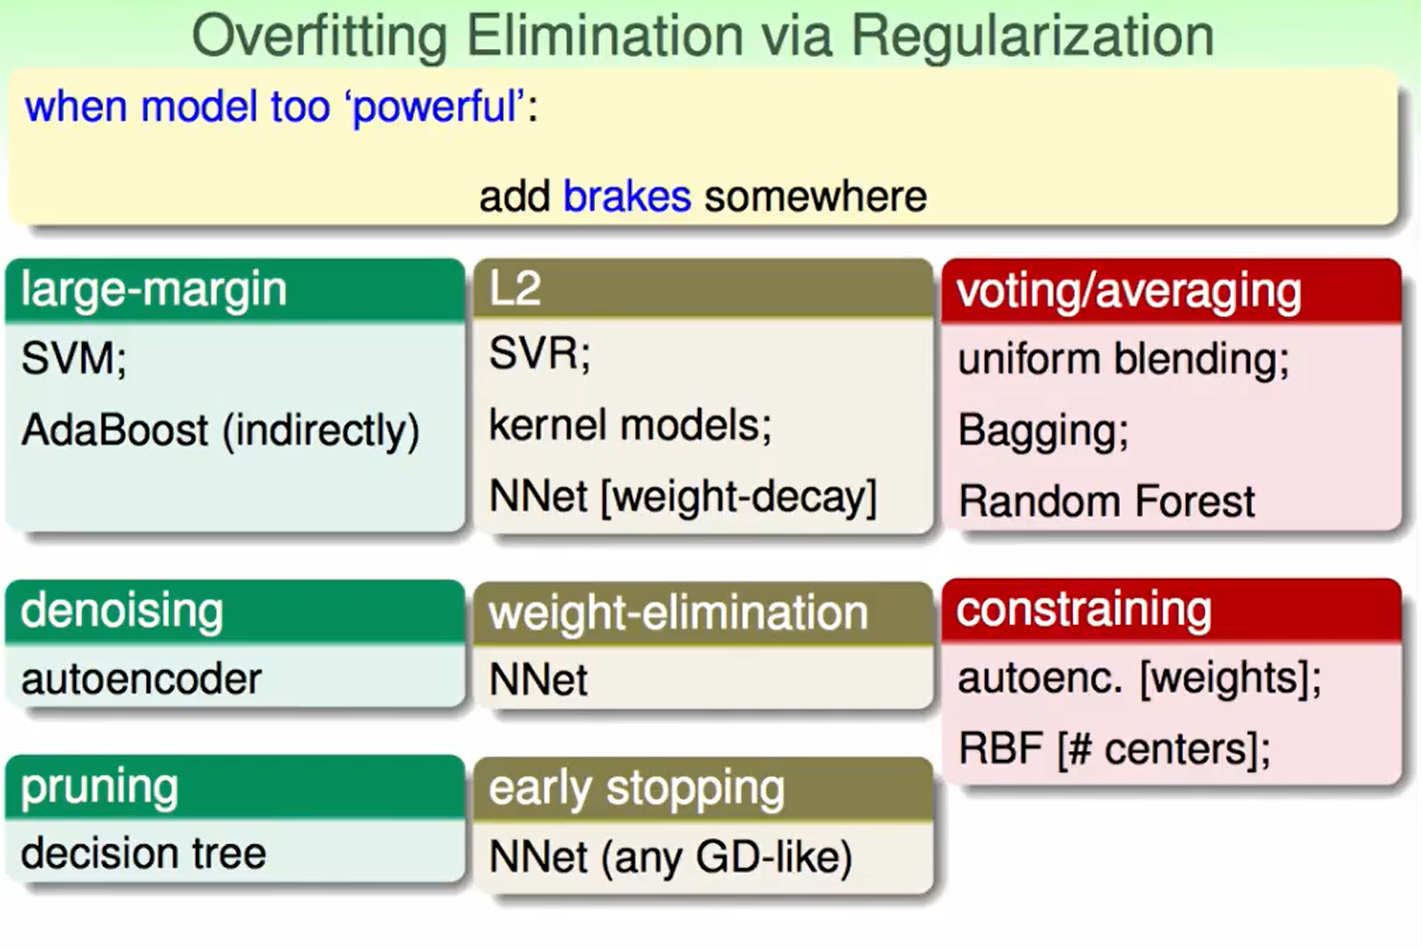 Overfitting Elimination via Regularization
when model too ‘powerful’:
add brakes somewhere
large-margin
SVM;
AdaBoost (indirectly)
L2
SVR;
kernel models;
NNet [weight-decay]
voting/averaging
uniform blending;
Bagging;
Random Forest
denoising
autoencoder
weight-elimination
NNet
constraining
autoenc. [weights];
RBF [# centers];
pruning
decision tree
early stopping
NNet (any GD-like)